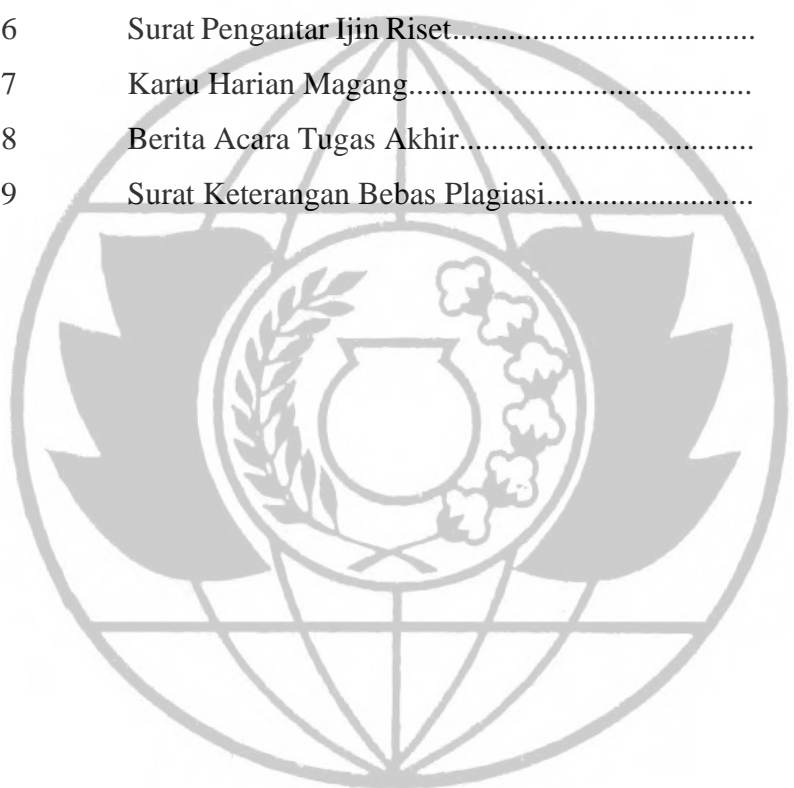 6 Surat Pengantar Ijin Riset......................................
7 Kartu Harian Magang...........................................
8 Berita Acara Tugas Akhir.....................................
9 Surat Keterangan Bebas Plagiasi..........................